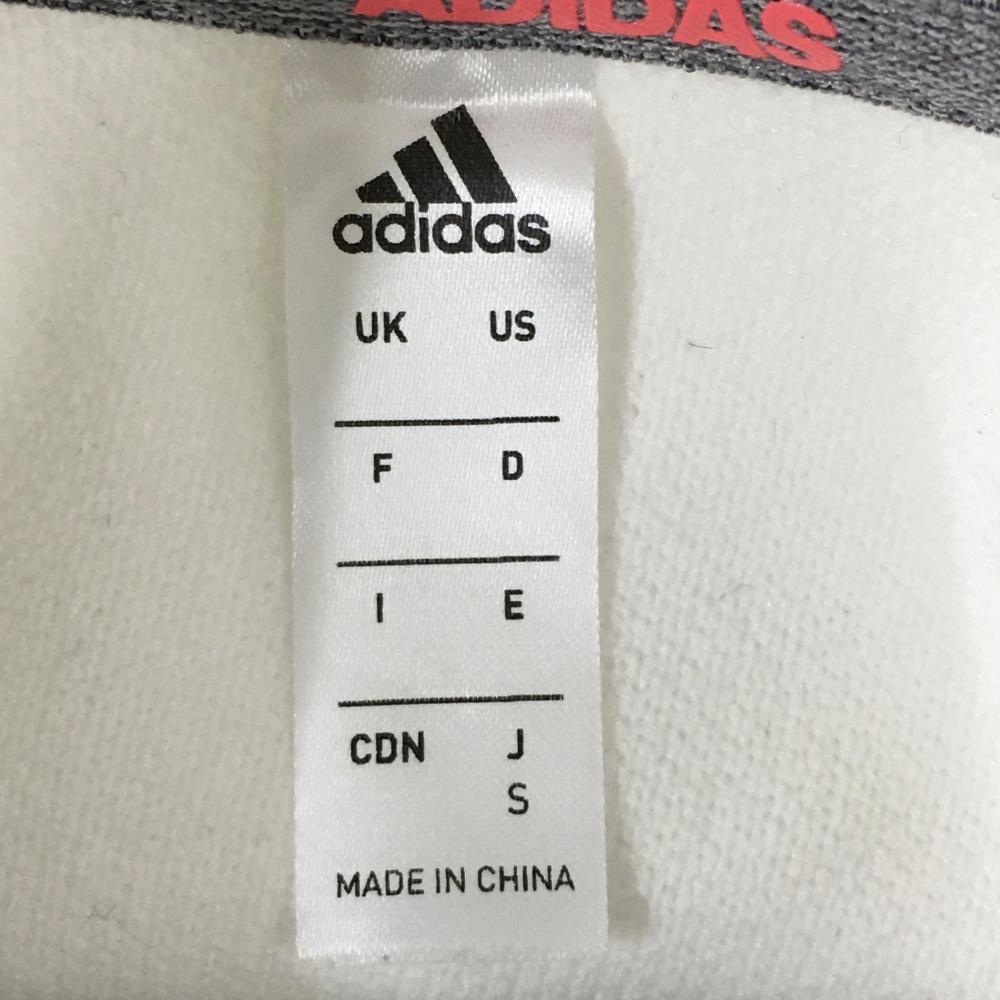 ADIDAS
adidas
UK US
F D
I E
CDN J
S
MADE IN CHINA